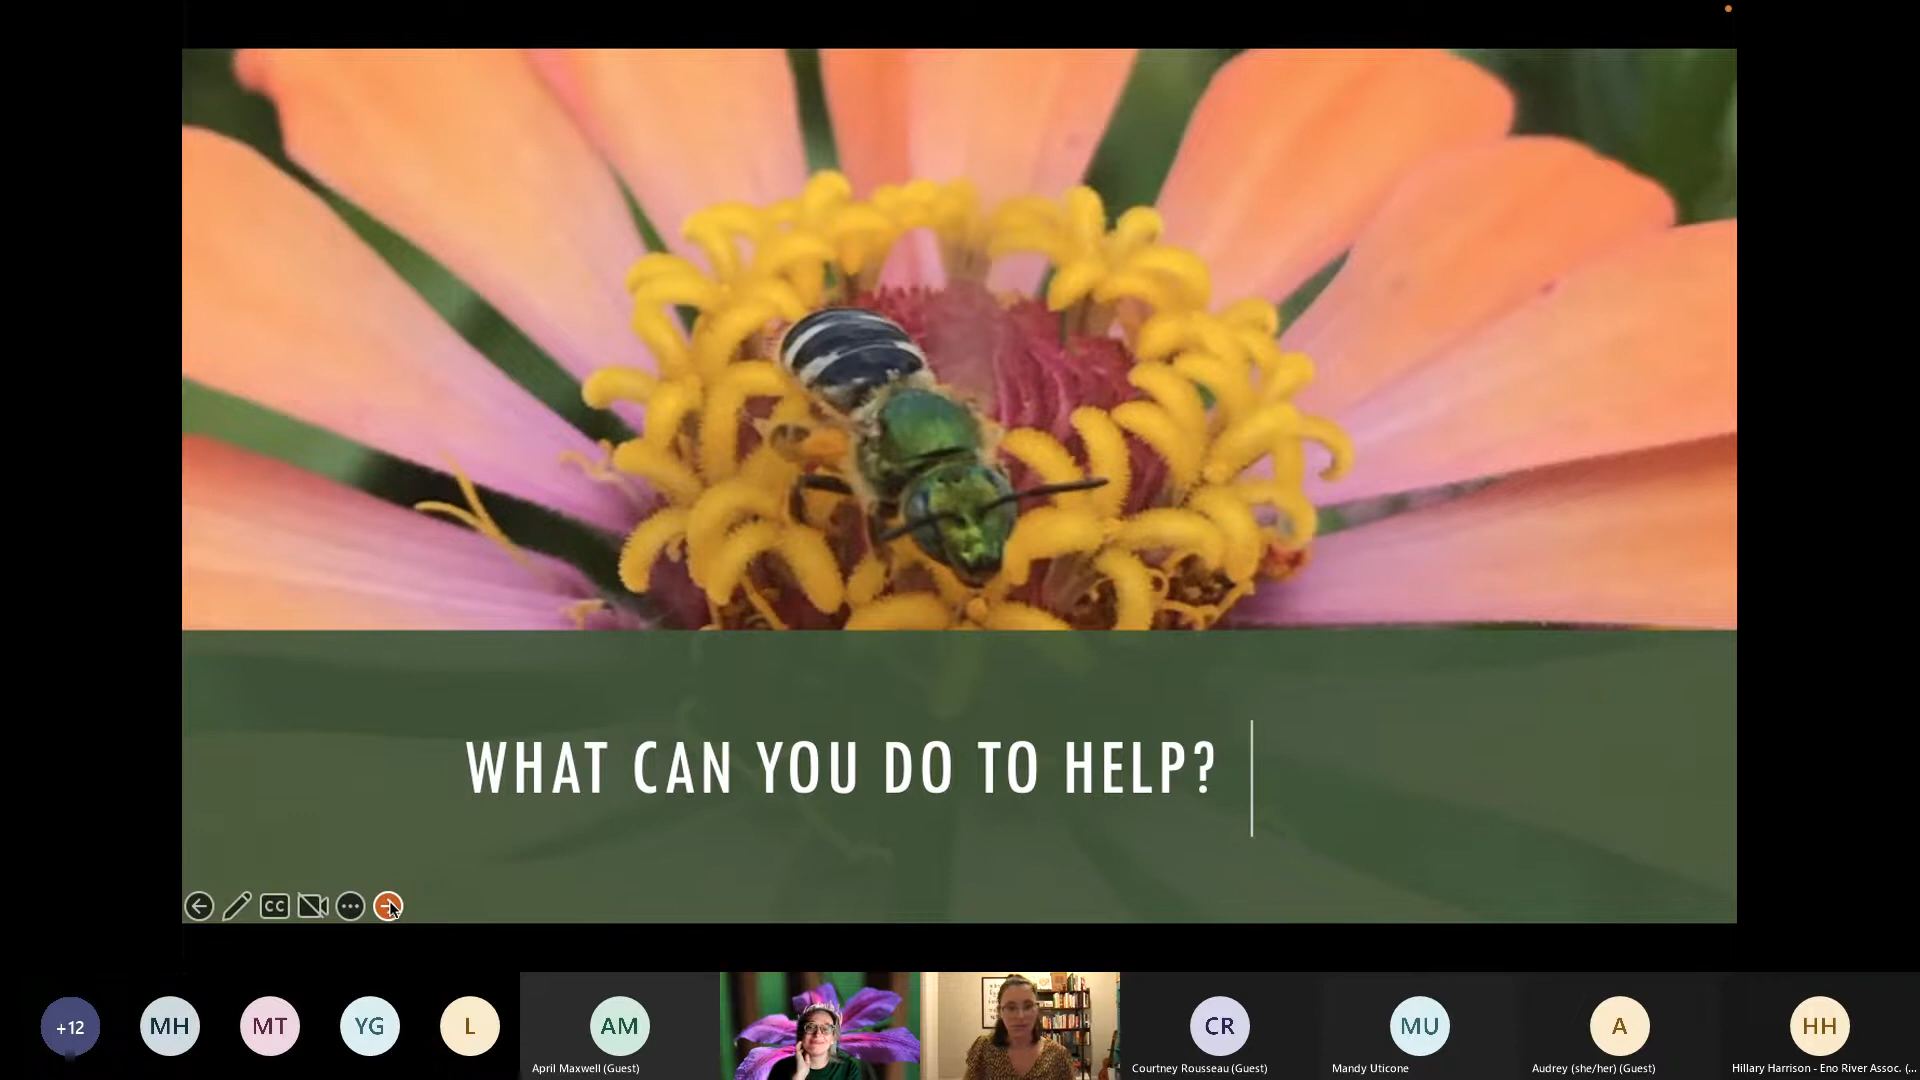 WHAT CAN YOU DO TO HELP?
CC
+12
MH
MT
YG
L
AM
CR
MU
A
HH
April Maxwell (Guest)
Courtney Rousseau (Guest)
Mandy Uticone
Audrey (she/her) (Guest)
Hillary Harrison - Eno River Assoc. (...